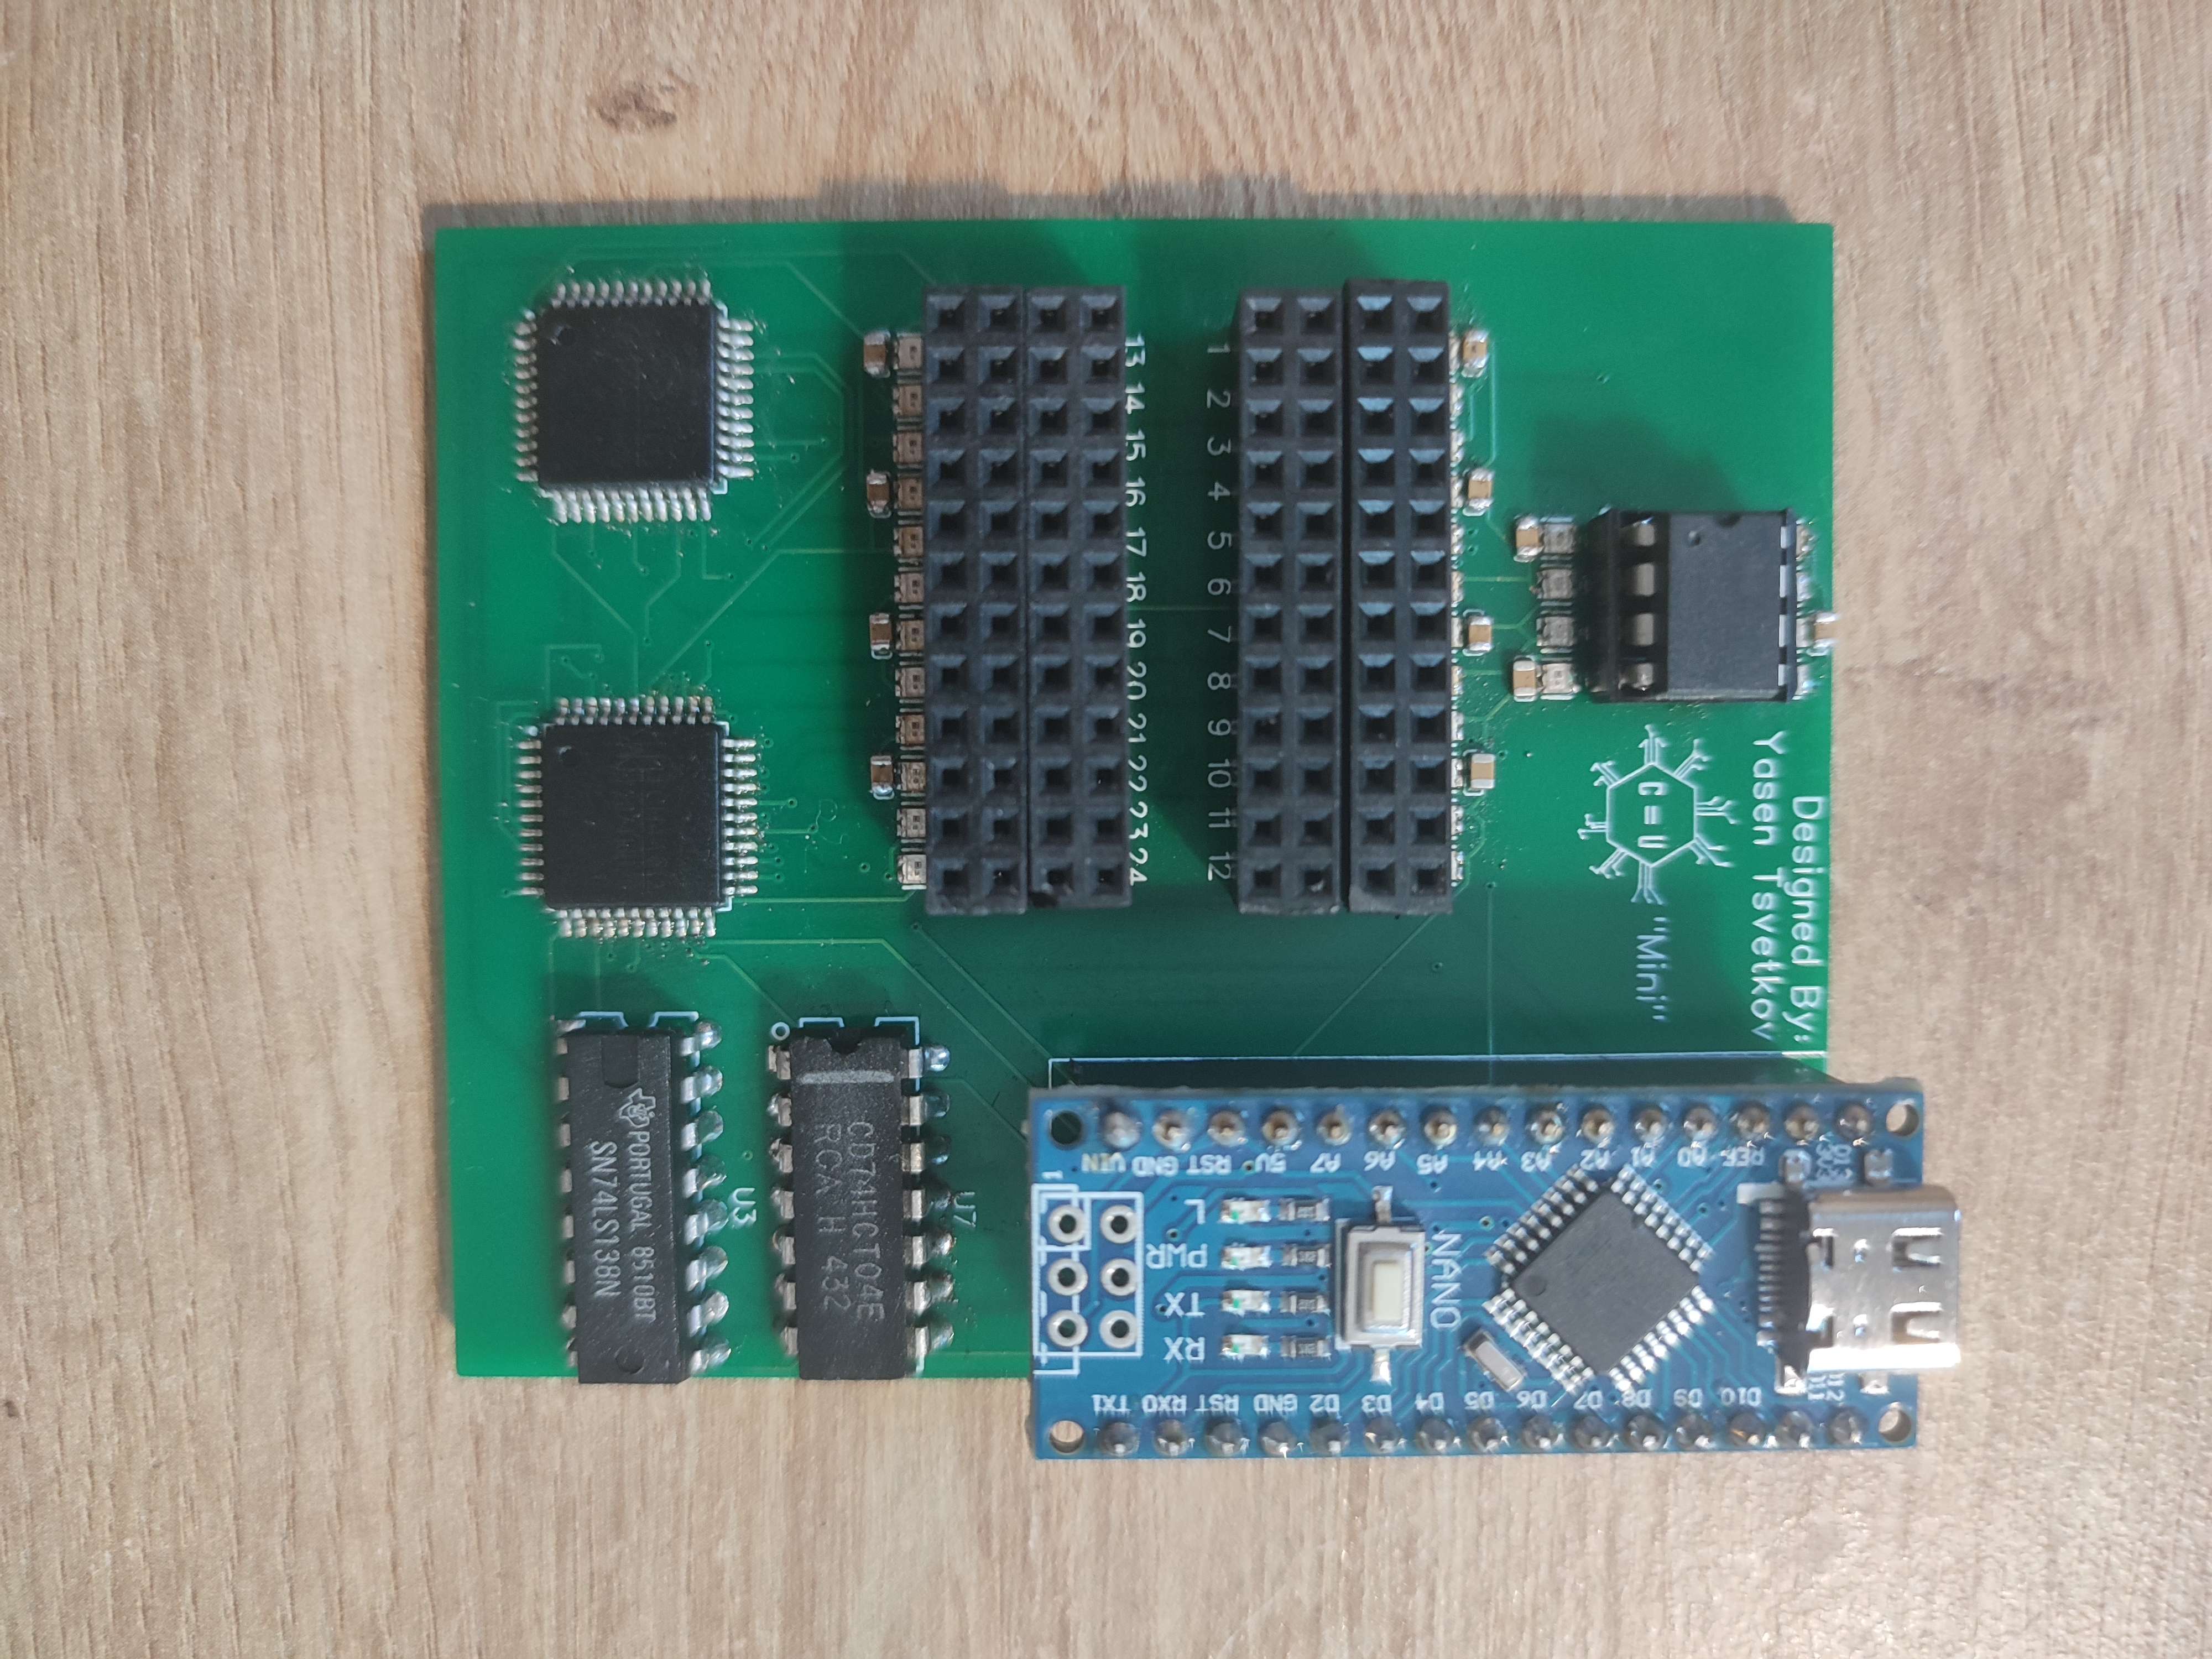 13
14
15
16
17
18
19
20
21
22
23
24
1
2
3
4
5
6
7
8
9
10
11
12
Designed By:
Yasen Tsvetkov
C=U
"Mini"
PORTUGAL 8510BT
SN74LS138N
U3
CD74HCT04E
RCA H 432
U7
VIN GND RST 5V A7 A6 A5 A4 A3 A2 A1 A0 REF 3V3 D13
1
L
PWR
TX
RX
NANO
TX1 RX0 RST GND D2 D3 D4 D5 D6 D7 D8 D9 D10 D11 D12